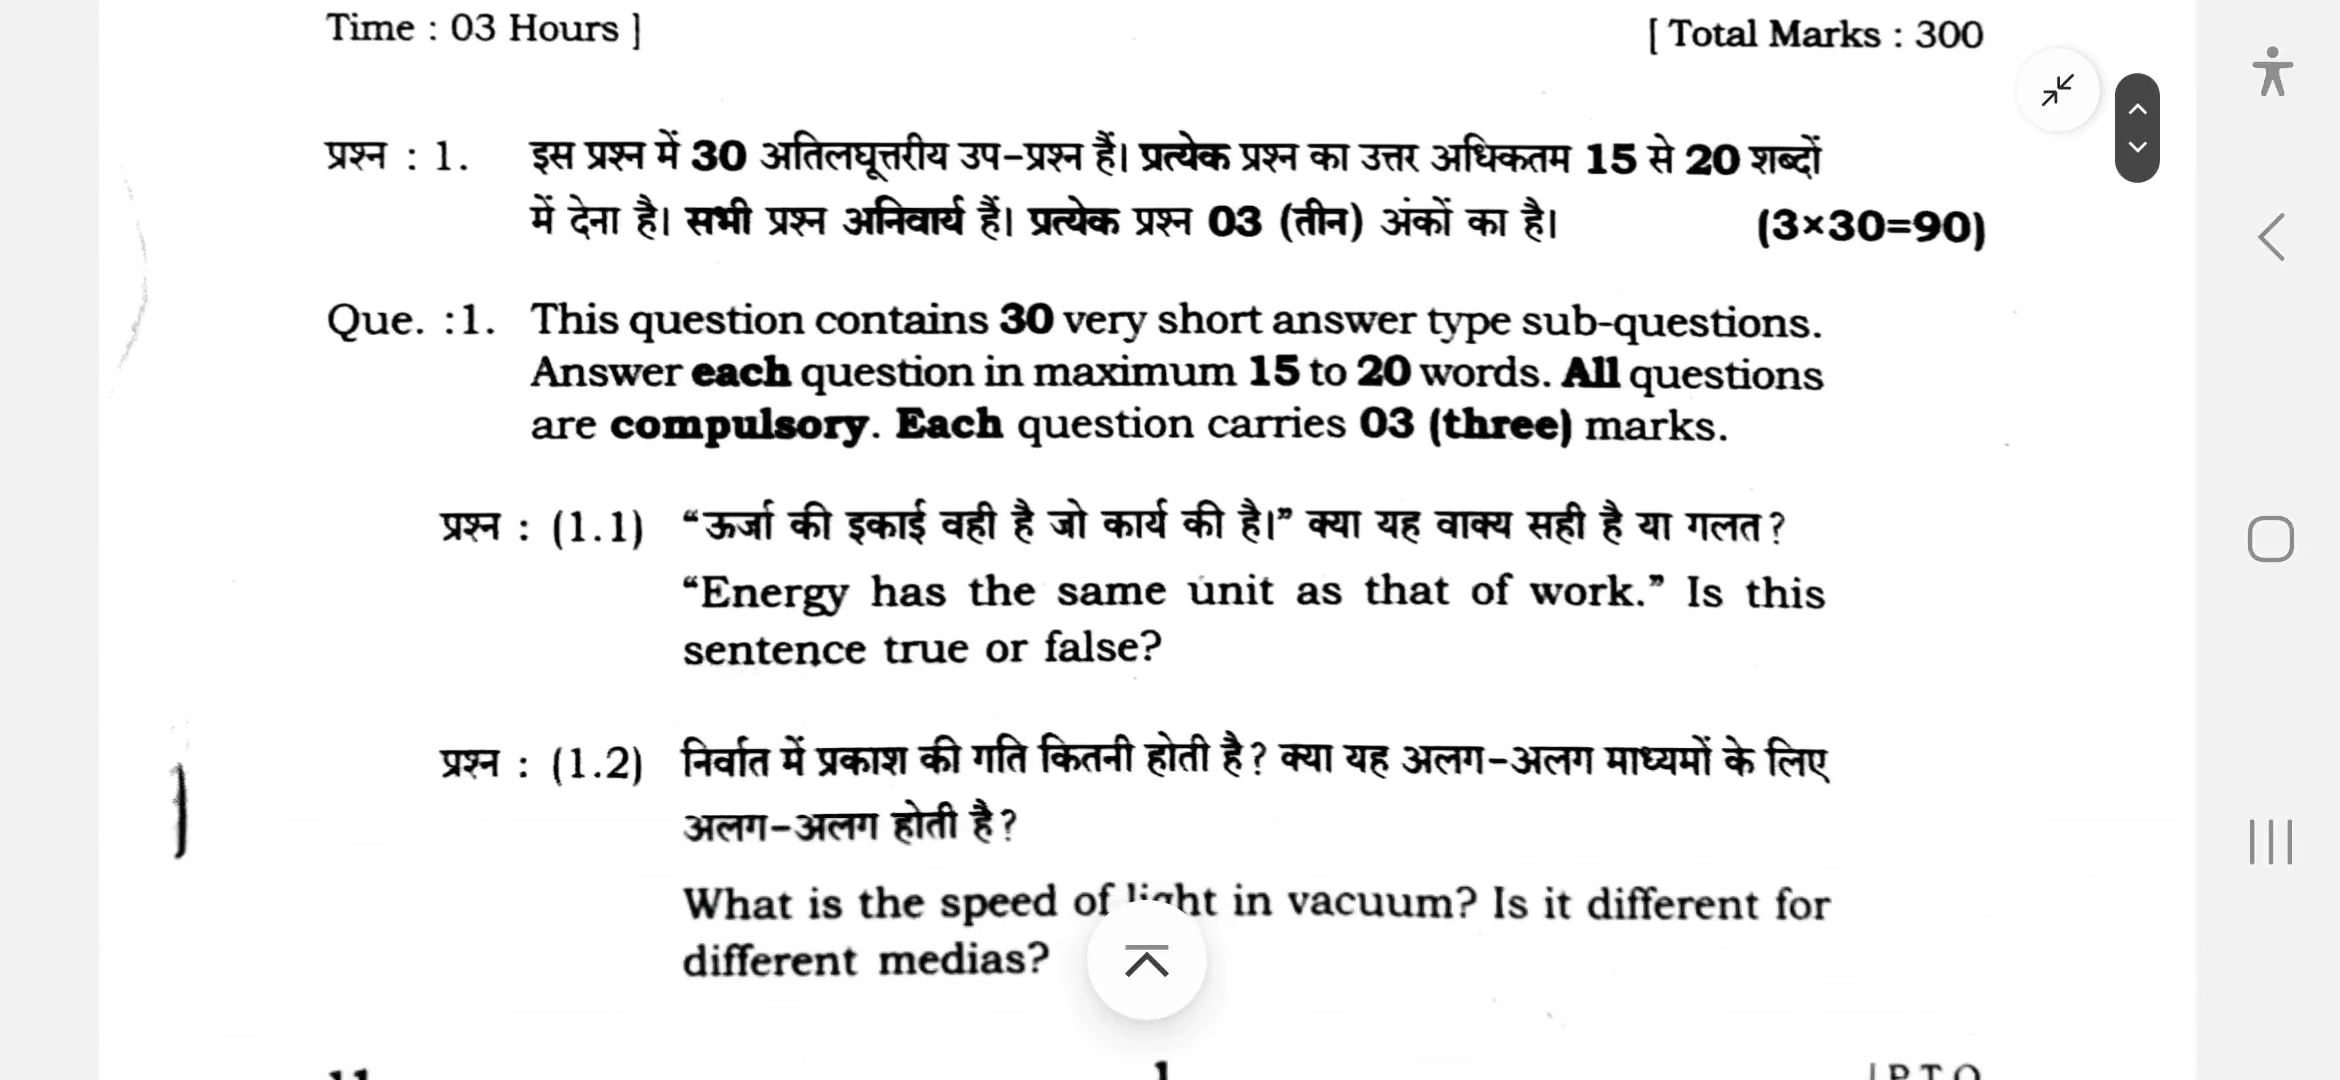 Time : 03 Hours ]
[ Total Marks : 300
प्रश्न : 1. इस प्रश्न में 30 अतिलघूत्तरीय उप-प्रश्न हैं। प्रत्येक प्रश्न का उत्तर अधिकतम 15 से 20 शब्दों
में देना है। सभी प्रश्न अनिवार्य हैं। प्रत्येक प्रश्न 03 (तीन) अंकों का है। (3×30=90)
Que. :1. This question contains 30 very short answer type sub-questions.
Answer each question in maximum 15 to 20 words. All questions
are compulsory. Each question carries 03 (three) marks.
प्रश्न : (1.1) “ऊर्जा की इकाई वही है जो कार्य की है।” क्या यह वाक्य सही है या गलत?
“Energy has the same unit as that of work.” Is this
sentence true or false?
प्रश्न : (1.2) निर्वात में प्रकाश की गति कितनी होती है? क्या यह अलग-अलग माध्यमों के लिए
अलग-अलग होती है?
What is the speed of light in vacuum? Is it different for
different medias?